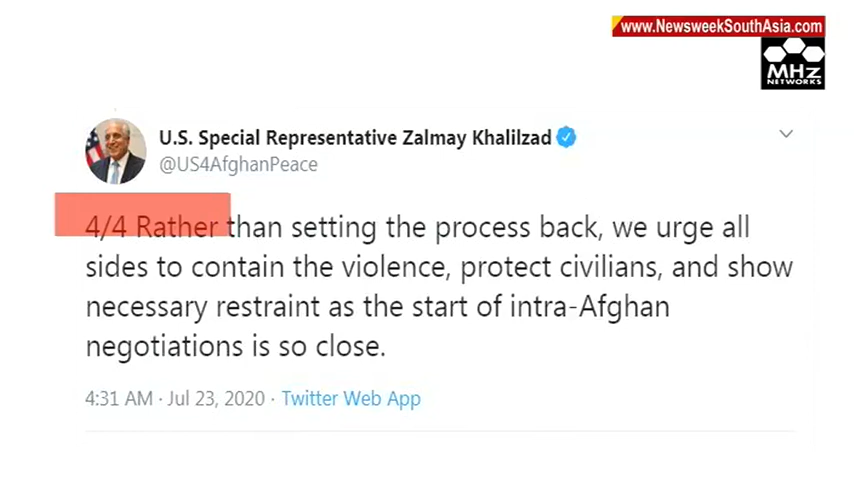 www.NewsweekSouthAsia.com
MHz
NETWORKS
U.S. Special Representative Zalmay Khalilzad
@US4AfghanPeace
4/4 Rather than setting the process back, we urge all
sides to contain the violence, protect civilians, and show
necessary restraint as the start of intra-Afghan
negotiations is so close.
4:31 AM · Jul 23, 2020 · Twitter Web App